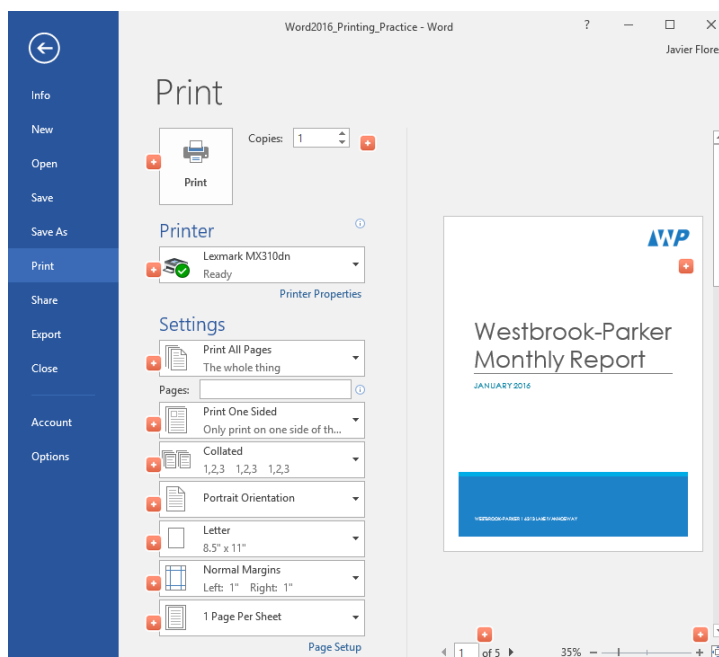 Word2016_Printing_Practice - Word
?
Javier Flore
Info
New
Open
Save
Save As
Print
Share
Export
Close
Account
Options
Print
Copies: 1
Print
Printer
Lexmark MX310dn
Ready
Printer Properties
Settings
Print All Pages
The whole thing
Pages:
Print One Sided
Only print on one side of th...
Collated
1,2,3 1,2,3 1,2,3
Portrait Orientation
Letter
8.5" x 11"
Normal Margins
Left: 1" Right: 1"
1 Page Per Sheet
Page Setup
WP
Westbrook-Parker
Monthly Report
JANUARY 2016
WESTBROOK-PARKER
1 of 5
35%